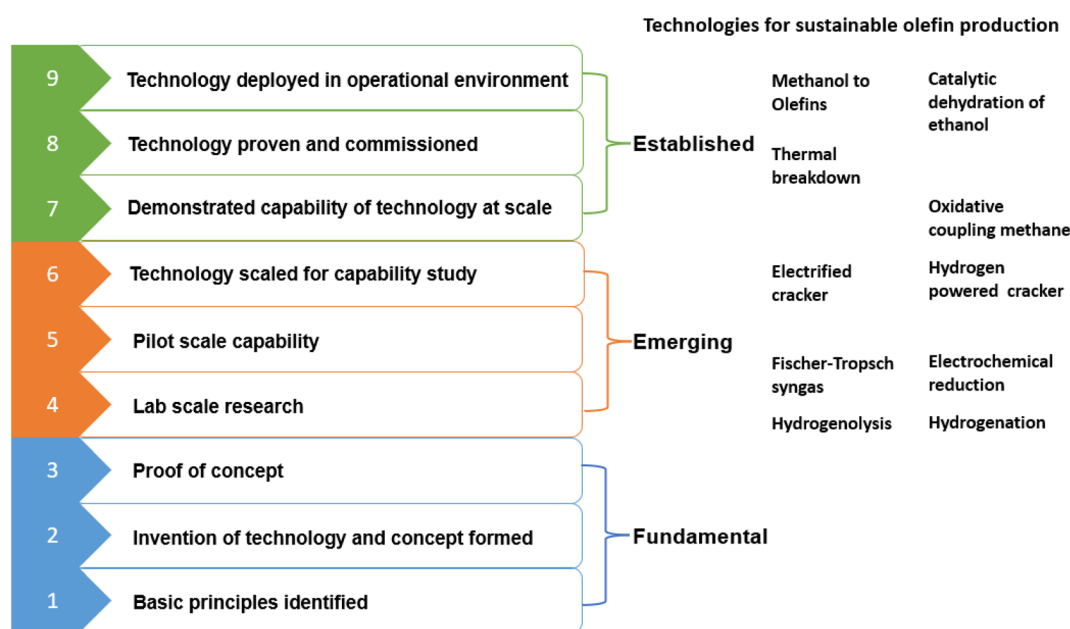 Technologies for sustainable olefin production
9
Technology deployed in operational environment
8
Technology proven and commissioned
7
Demonstrated capability of technology at scale
Established
6
Technology scaled for capability study
5
Pilot scale capability
4
Lab scale research
Emerging
3
Proof of concept
2
Invention of technology and concept formed
1
Basic principles identified
Fundamental
Methanol to
Olefins
Catalytic
dehydration of
ethanol
Thermal
breakdown
Oxidative
coupling methane
Electrified
cracker
Hydrogen
powered cracker
Fischer-Tropsch
syngas
Electrochemical
reduction
Hydrogenolysis
Hydrogenation